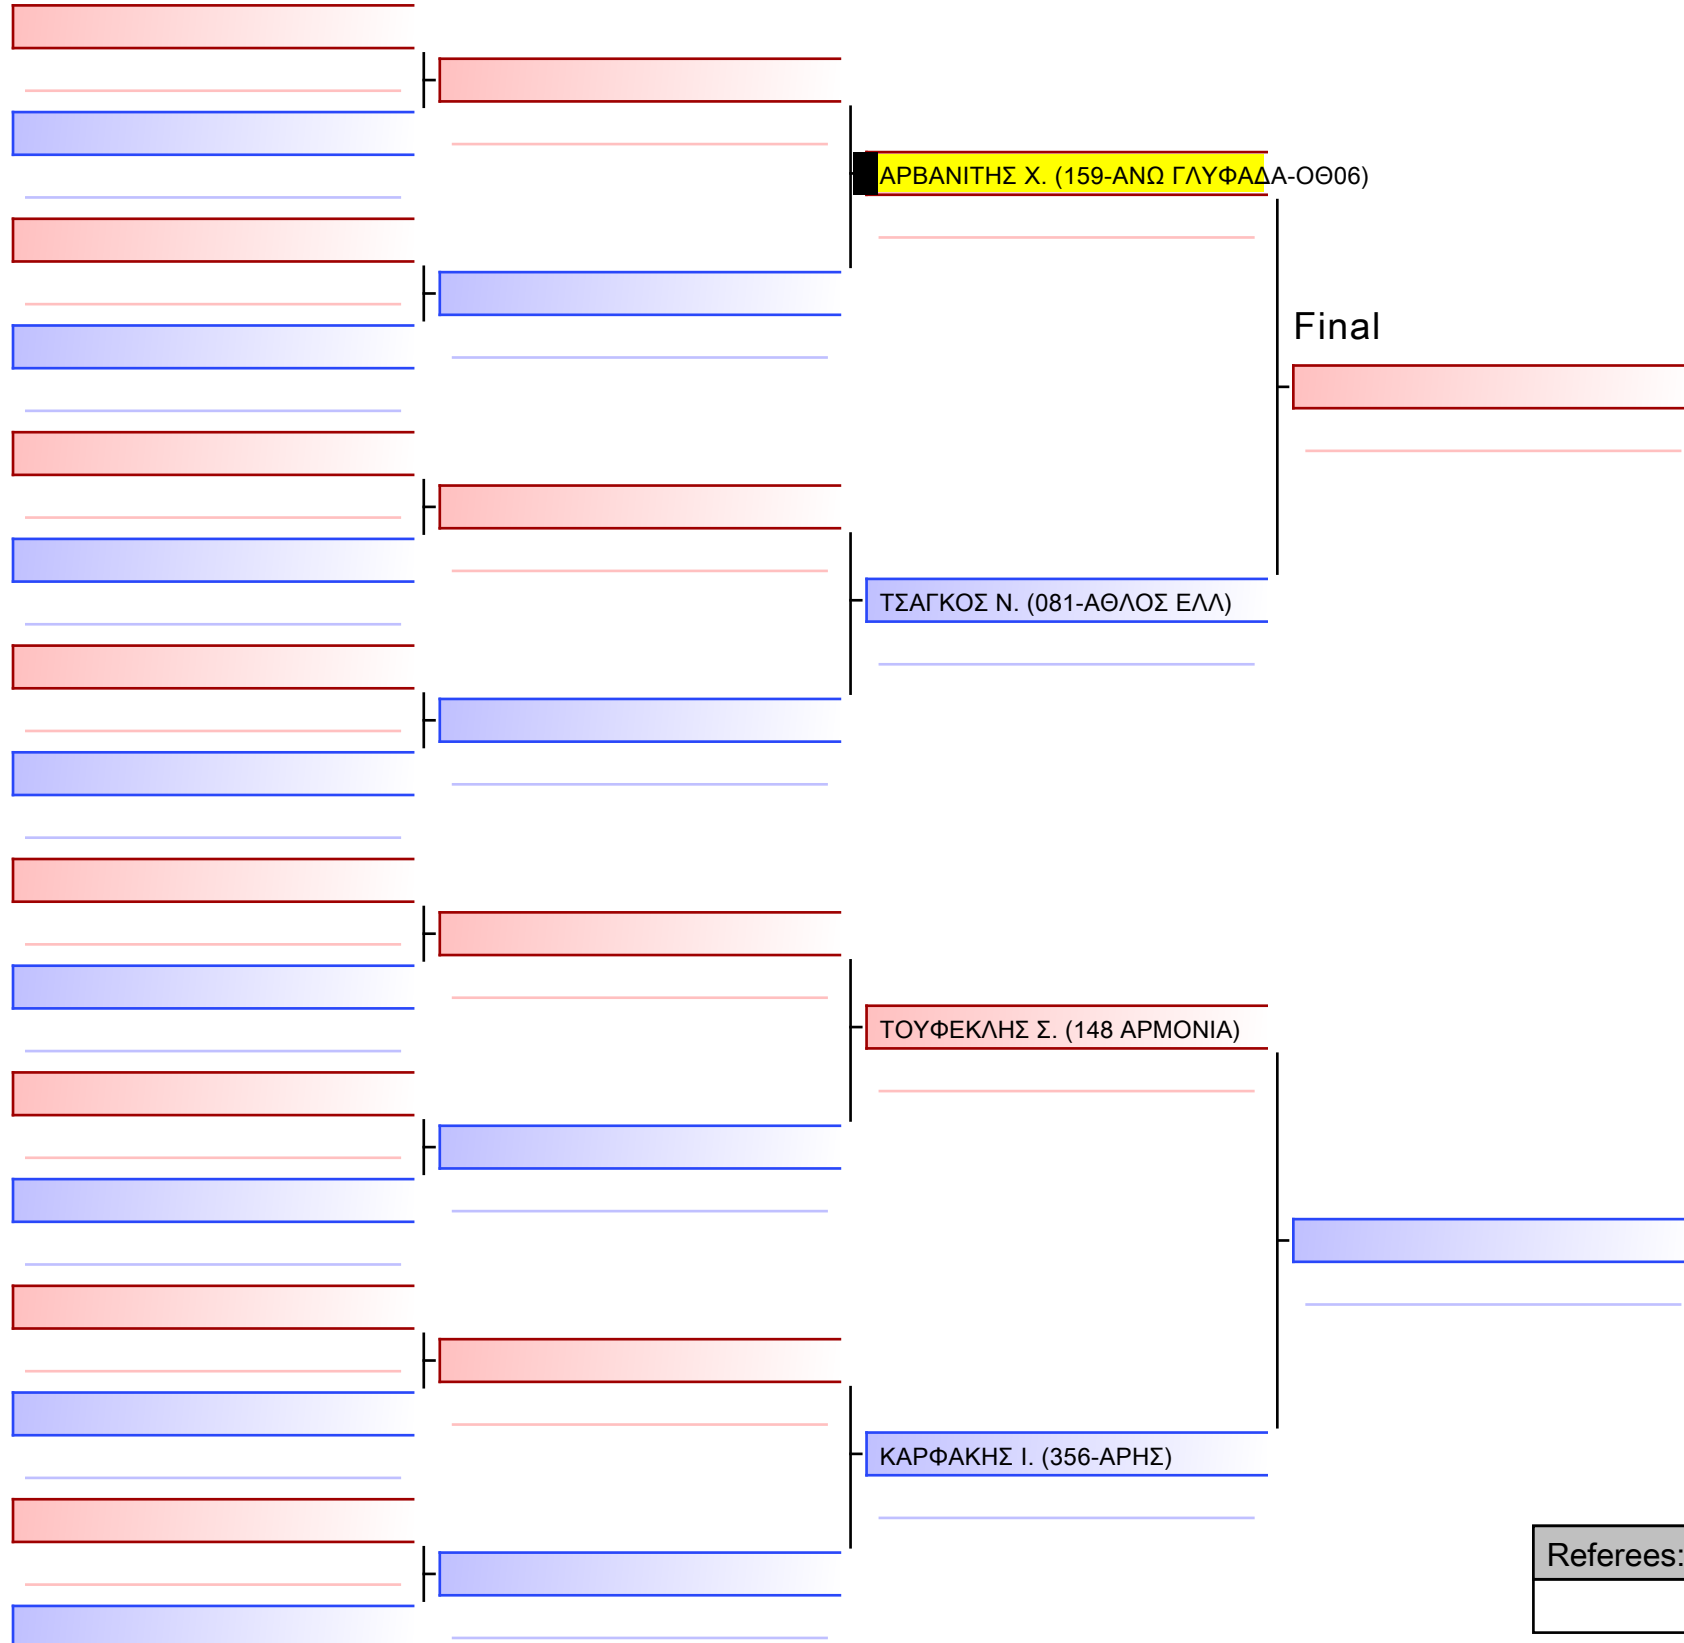 ΑΡΒΑΝΙΤΗΣ Χ. (159-ΑΝΩ ΓΛΥΦΑΔΑ-ΟΘ06)
Final
ΤΣΑΓΚΟΣ Ν. (081-ΑΘΛΟΣ ΕΛΛ)
ΤΟΥΦΕΚΛΗΣ Σ. (148 ΑΡΜΟΝΙΑ)
ΚΑΡΦΑΚΗΣ Ι. (356-ΑΡΗΣ)
Referees: